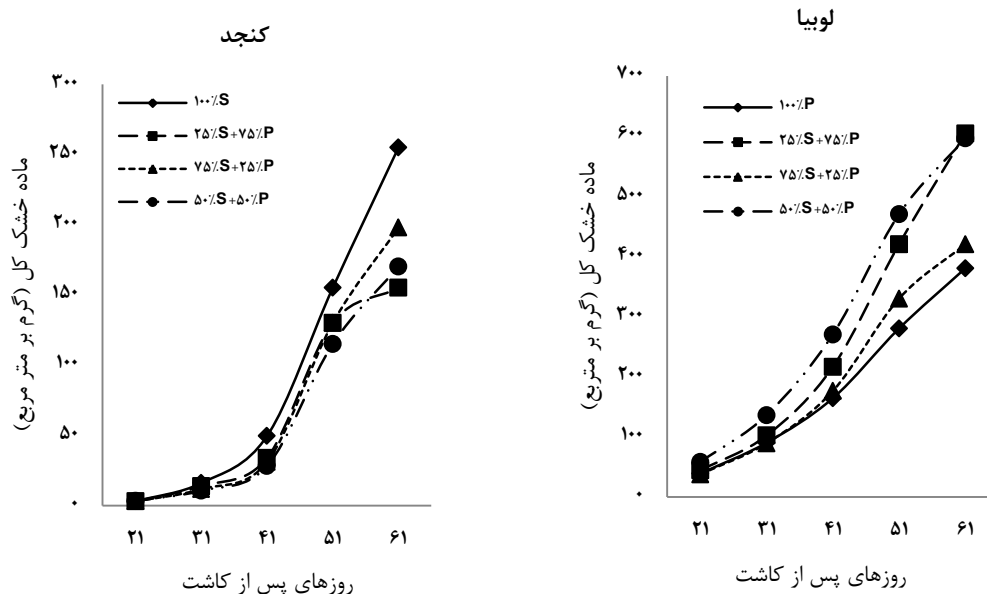 کنجد
ماده خشک کل (گرم بر متر مربع)
۳۰۰
۲۵۰
۲۰۰
۱۵۰
۱۰۰
۵۰
۰
۱۰۰٪S
۲۵٪S+۷۵٪P
۷۵٪S+۲۵٪P
۵۰٪S+۵۰٪P
۲۱ ۳۱ ۴۱ ۵۱ ۶۱
روزهای پس از کاشت
لوبیا
ماده خشک کل (گرم بر متربع)
۷۰۰
۶۰۰
۵۰۰
۴۰۰
۳۰۰
۲۰۰
۱۰۰
۰
۱۰۰٪P
۲۵٪S+۷۵٪P
۷۵٪S+۲۵٪P
۵۰٪S+۵۰٪P
۲۱ ۳۱ ۴۱ ۵۱ ۶۱
روزهای پس از کاشت